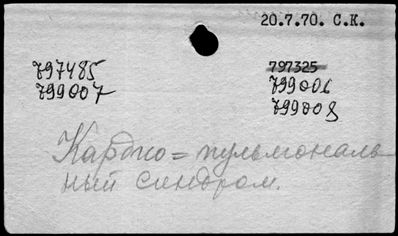 20.7.70. С.К.
797485
799007
797325
799006
799008
Кардио=пульмональ
ный синдром.